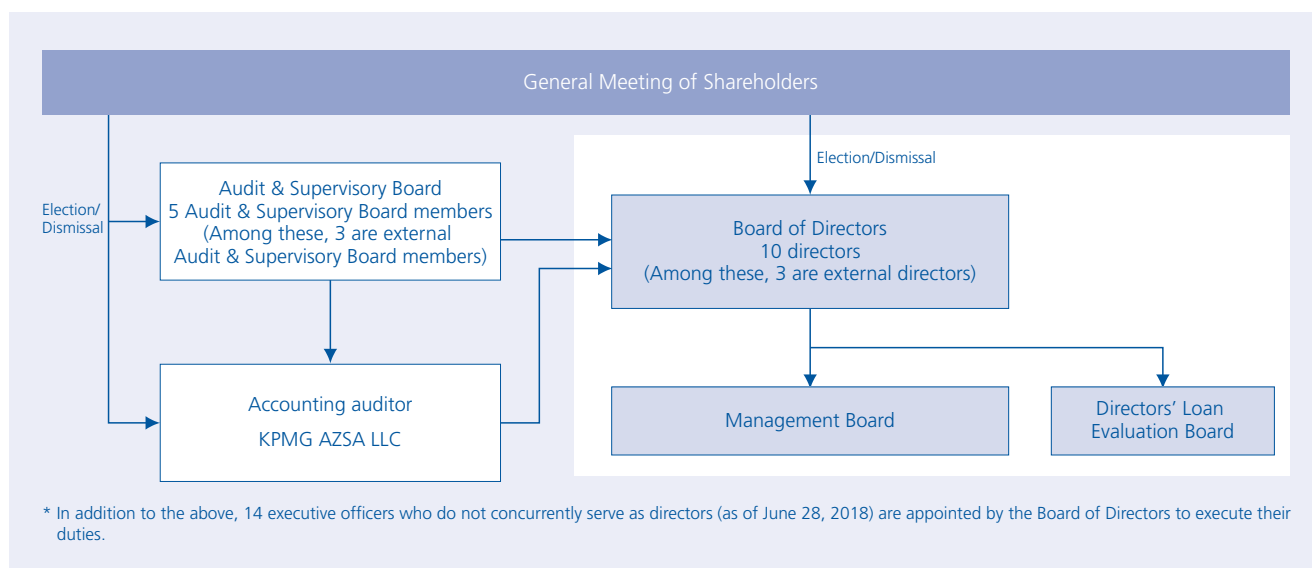 General Meeting of Shareholders
Election/
Dismissal
Election/Dismissal
Audit & Supervisory Board
5 Audit & Supervisory Board members
(Among these, 3 are external
Audit & Supervisory Board members)
Board of Directors
10 directors
(Among these, 3 are external directors)
Accounting auditor
KPMG AZSA LLC
Management Board
Directors’ Loan
Evaluation Board
* In addition to the above, 14 executive officers who do not concurrently serve as directors (as of June 28, 2018) are appointed by the Board of Directors to execute their
duties.